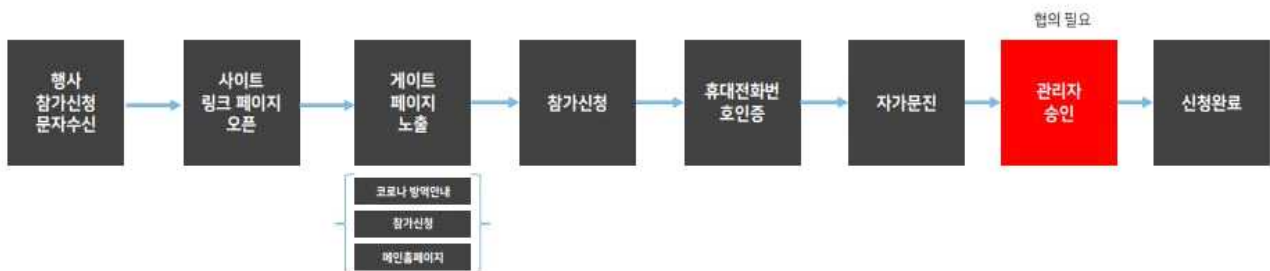 협의 필요
행사
참가신청
문자수신
사이트
링크 페이지
오픈
게이트
페이지
노출
참가신청
휴대전화번
호인증
자가문진
관리자
승인
신청완료
코로나 방역안내
참가신청
메인홈페이지